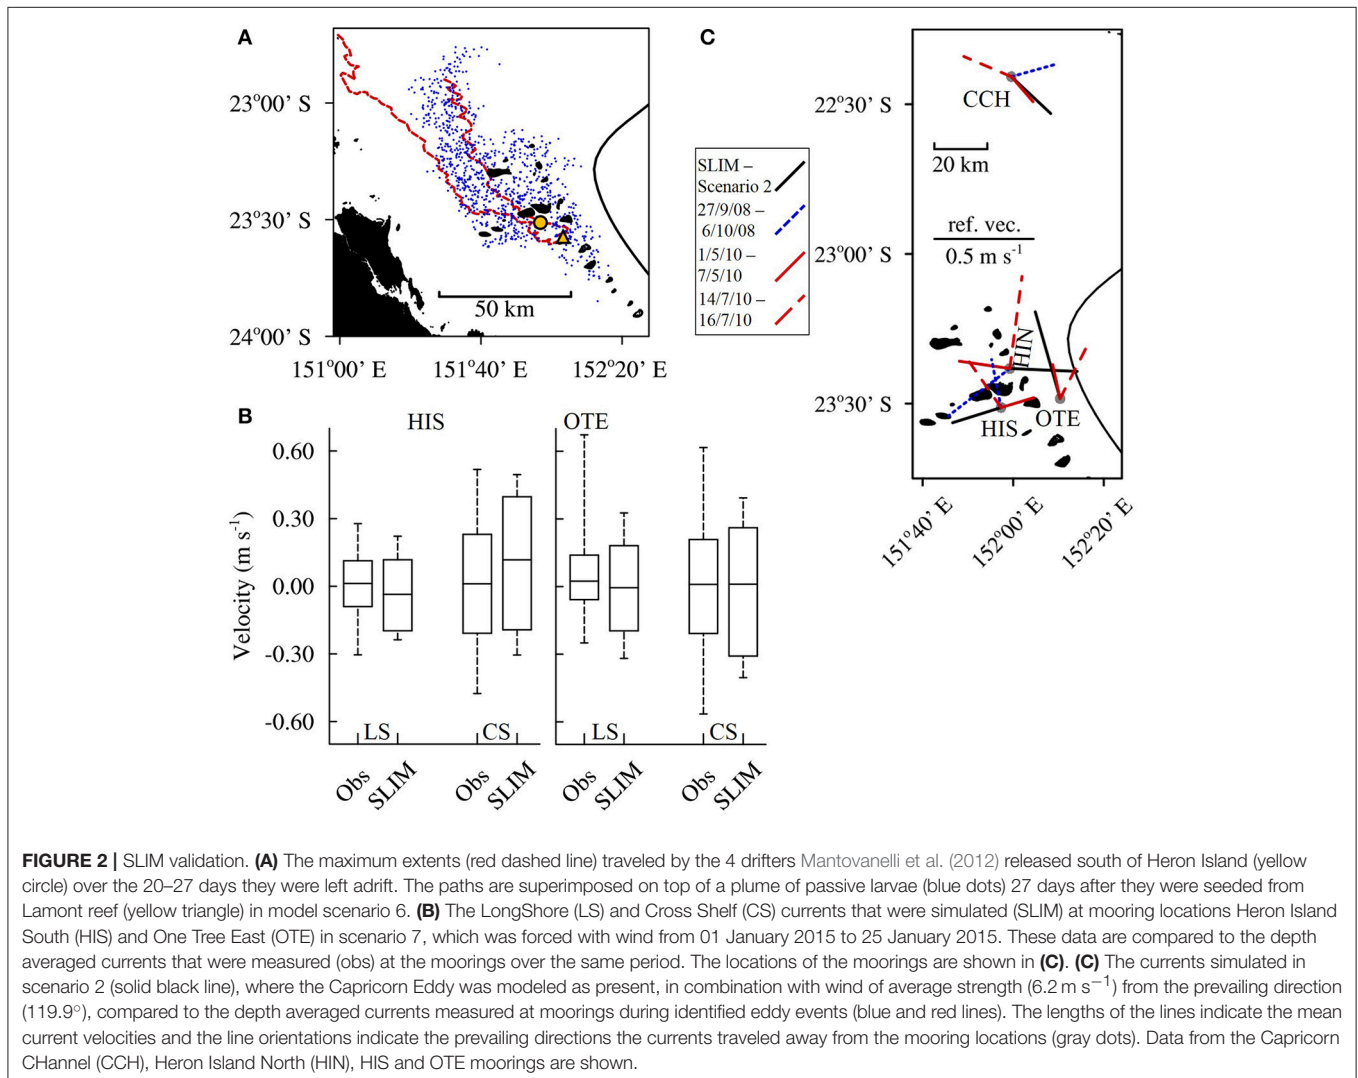 A
23°00' S
23°30' S
24°00' S
50 km
151°00' E
151°40' E
152°20' E
B
HIS
OTE
Velocity (m s⁻¹)
0.60
0.30
0.00
-0.30
-0.60
LS
CS
LS
CS
Obs
SLIM
Obs
SLIM
Obs
SLIM
Obs
SLIM
C
SLIM –
Scenario 2
27/9/08 –
6/10/08
1/5/10 –
7/5/10
14/7/10 –
16/7/10
22°30' S
23°00' S
23°30' S
CCH
20 km
ref. vec.
0.5 m s⁻¹
HIN
HIS
OTE
151°40' E
152°00' E
152°20' E
FIGURE 2 | SLIM validation. (A) The maximum extents (red dashed line) traveled by the 4 drifters Mantovanelli et al. (2012) released south of Heron Island (yellow
circle) over the 20–27 days they were left adrift. The paths are superimposed on top of a plume of passive larvae (blue dots) 27 days after they were seeded from
Lamont reef (yellow triangle) in model scenario 6. (B) The LongShore (LS) and Cross Shelf (CS) currents that were simulated (SLIM) at mooring locations Heron Island
South (HIS) and One Tree East (OTE) in scenario 7, which was forced with wind from 01 January 2015 to 25 January 2015. These data are compared to the depth
averaged currents that were measured (obs) at the moorings over the same period. The locations of the moorings are shown in (C). (C) The currents simulated in
scenario 2 (solid black line), where the Capricorn Eddy was modeled as present, in combination with wind of average strength (6.2 m s⁻¹) from the prevailing direction
(119.9°), compared to the depth averaged currents measured at moorings during identified eddy events (blue and red lines). The lengths of the lines indicate the mean
current velocities and the line orientations indicate the prevailing directions the currents traveled away from the mooring locations (gray dots). Data from the Capricorn
CHannel (CCH), Heron Island North (HIN), HIS and OTE moorings are shown.